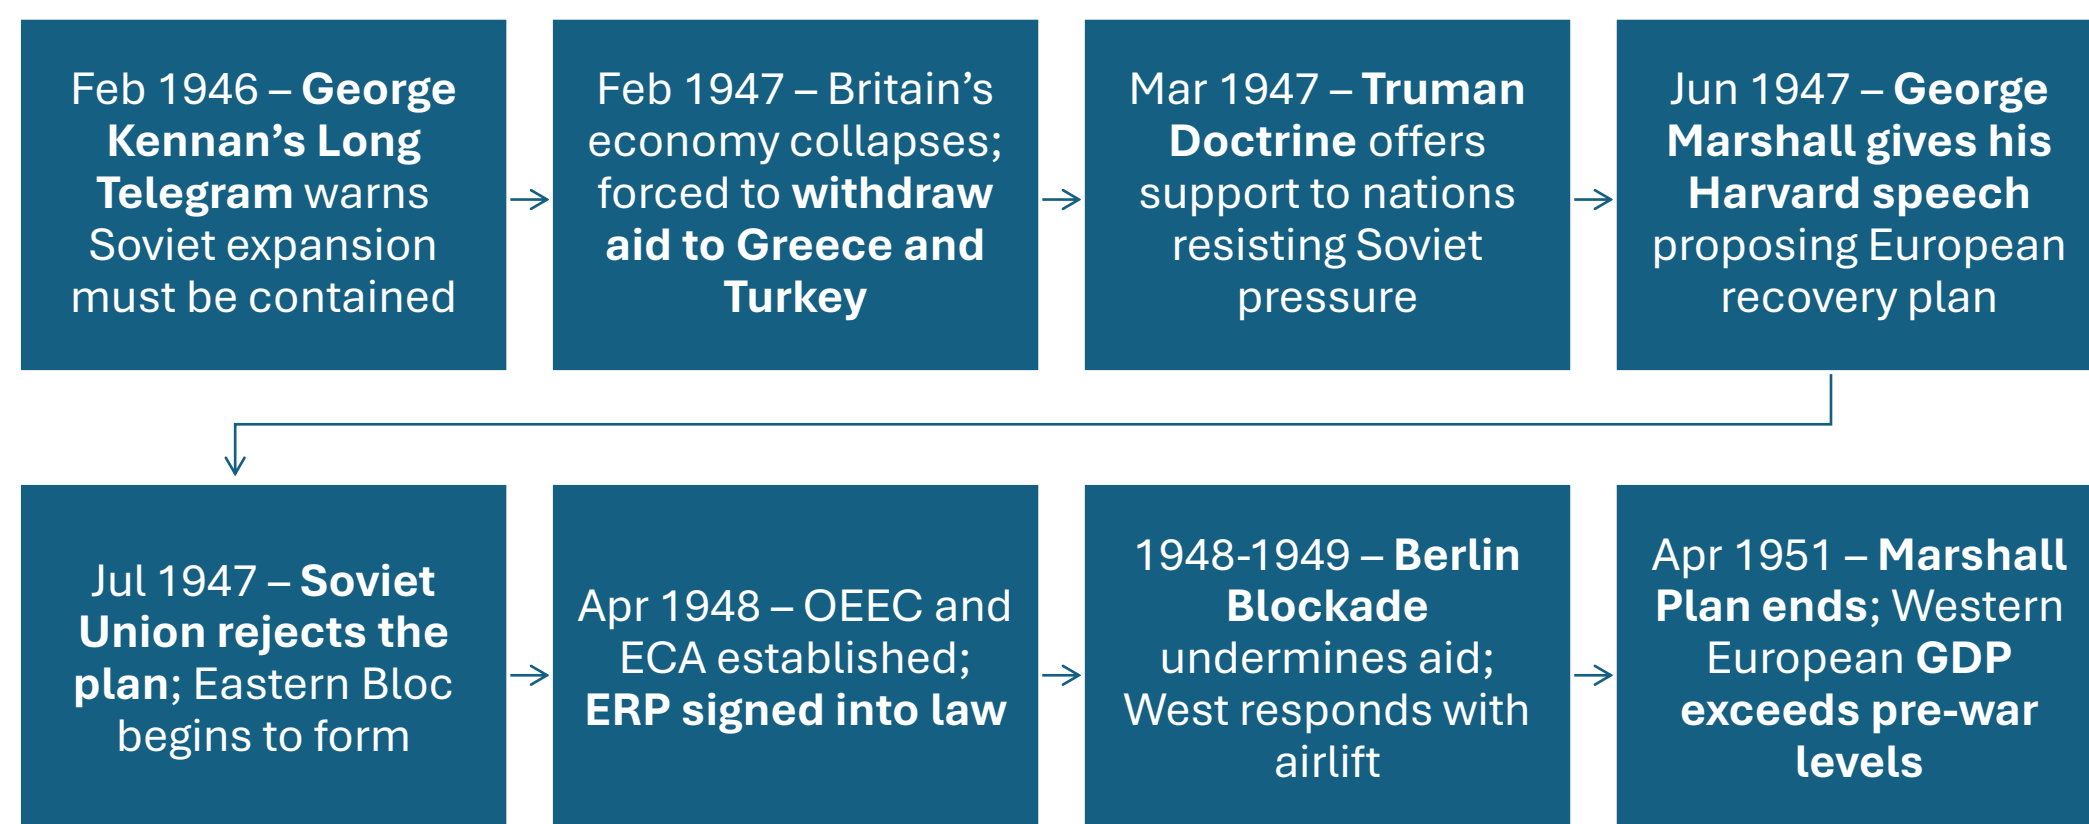 Feb 1946 – George
Kennan’s Long
Telegram warns
Soviet expansion
must be contained
Feb 1947 – Britain’s
economy collapses;
forced to withdraw
aid to Greece and
Turkey
Mar 1947 – Truman
Doctrine offers
support to nations
resisting Soviet
pressure
Jun 1947 – George
Marshall gives his
Harvard speech
proposing European
recovery plan
Jul 1947 – Soviet
Union rejects the
plan; Eastern Bloc
begins to form
Apr 1948 – OEEC and
ECA established;
ERP signed into law
1948-1949 – Berlin
Blockade
undermines aid;
West responds with
airlift
Apr 1951 – Marshall
Plan ends; Western
European GDP
exceeds pre-war
levels